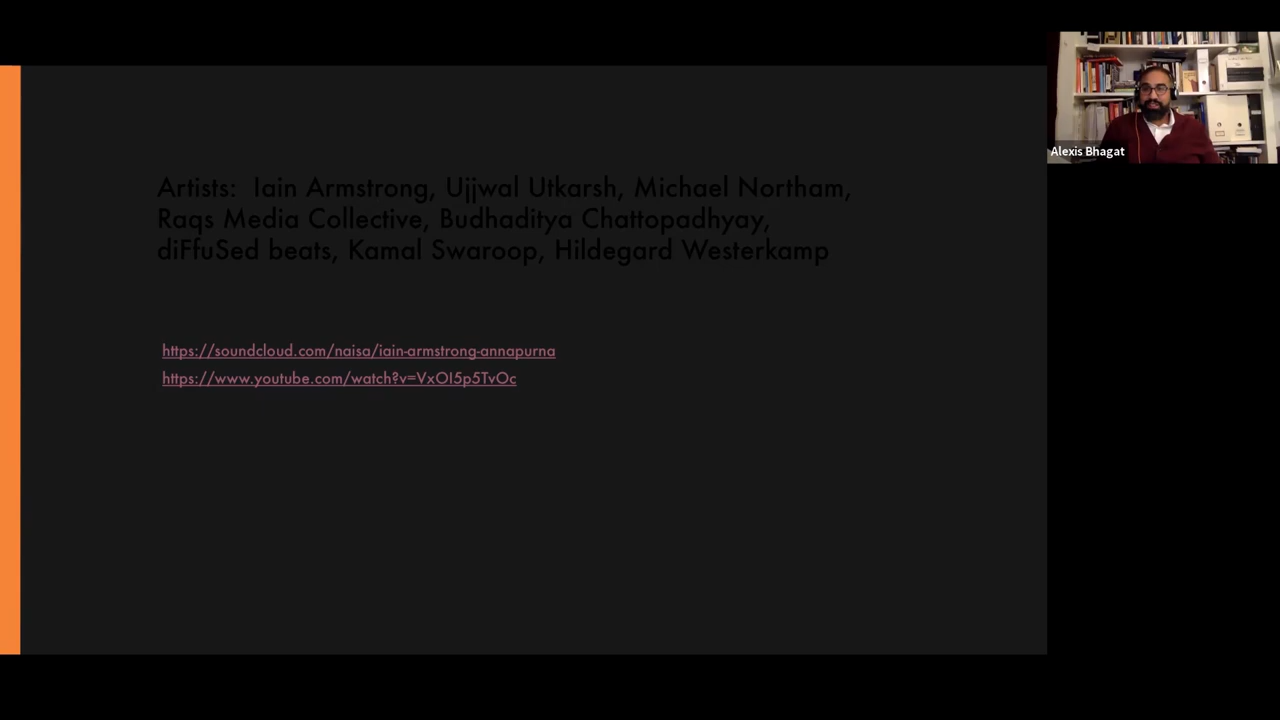 Artists:  Iain Armstrong, Ujjwal Utkarsh, Michael Northam,
Raqs Media Collective, Budhaditya Chattopadhyay,
diFfuSed beats, Kamal Swaroop, Hildegard Westerkamp
https://soundcloud.com/naisa/iain-armstrong-annapurna
https://www.youtube.com/watch?v=VxOI5p5TvOc
Alexis Bhagat